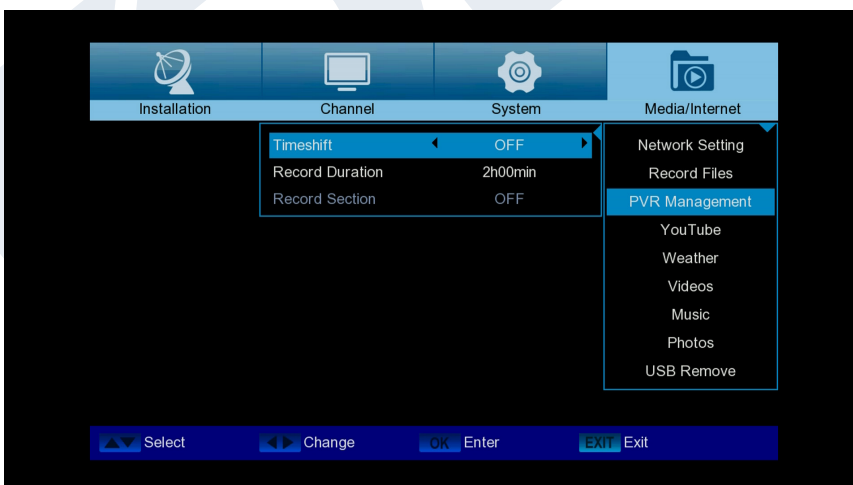 Installation
Channel
System
Media/Internet
Timeshift OFF
Record Duration 2h00min
Record Section OFF
Network Setting
Record Files
PVR Management
YouTube
Weather
Videos
Music
Photos
USB Remove
Select
Change
OK Enter
EXIT Exit